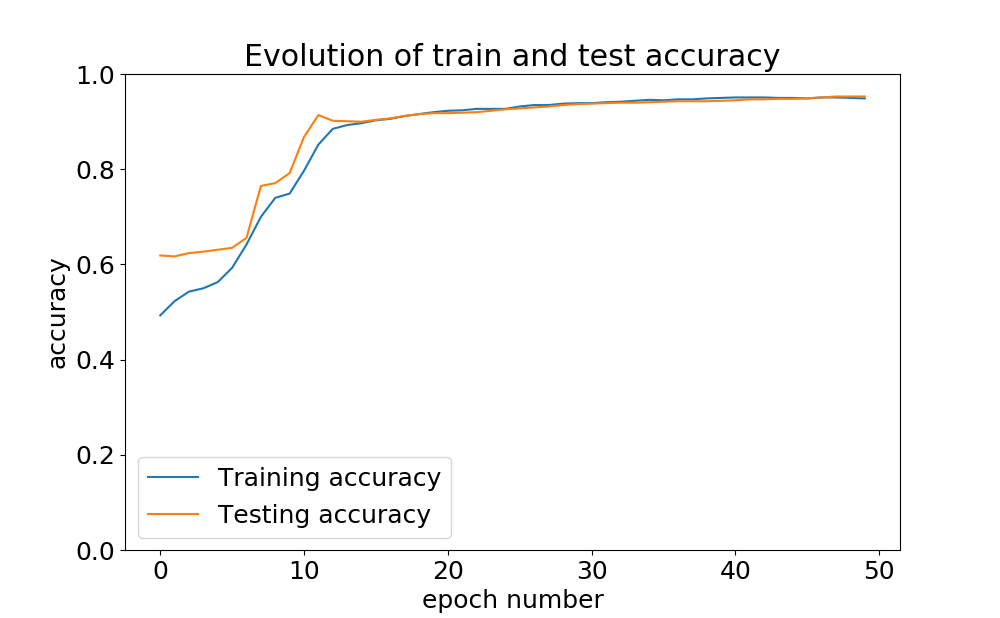 Evolution of train and test accuracy
1.0
0.8
0.6
0.4
0.2
0.0
accuracy
Training accuracy
Testing accuracy
0 10 20 30 40 50
epoch number